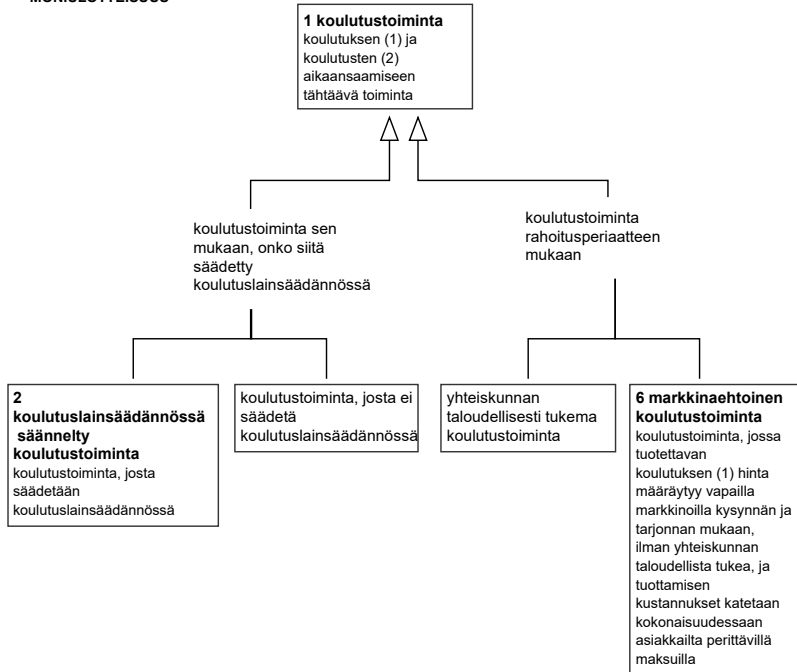 1 koulutustoiminta
koulutuksen (1) ja
koulutusten (2)
aikaansaamiseen
tähtäävä toiminta
koulutustoiminta sen
mukaan, onko siitä
säädetty
koulutuslainsäädännössä
koulutustoiminta
rahoitusperiaatteen
mukaan
2
koulutuslainsäädännössä
säännelty
koulutustoiminta
koulutustoiminta, josta
säädetään
koulutuslainsäädännössä
koulutustoiminta, josta ei
säädetä
koulutuslainsäädännössä
yhteiskunnan
taloudellisesti tukema
koulutustoiminta
6 markkinaehtoinen
koulutustoiminta
koulutustoiminta, jossa
tuotettavan
koulutuksen (1) hinta
määräytyy vapailla
markkinoilla kysynnän ja
tarjonnan mukaan,
ilman yhteiskunnan
taloudellista tukea, ja
tuottamisen
kustannukset katetaan
kokonaisuudessaan
asiakkailta perittävillä
maksuilla